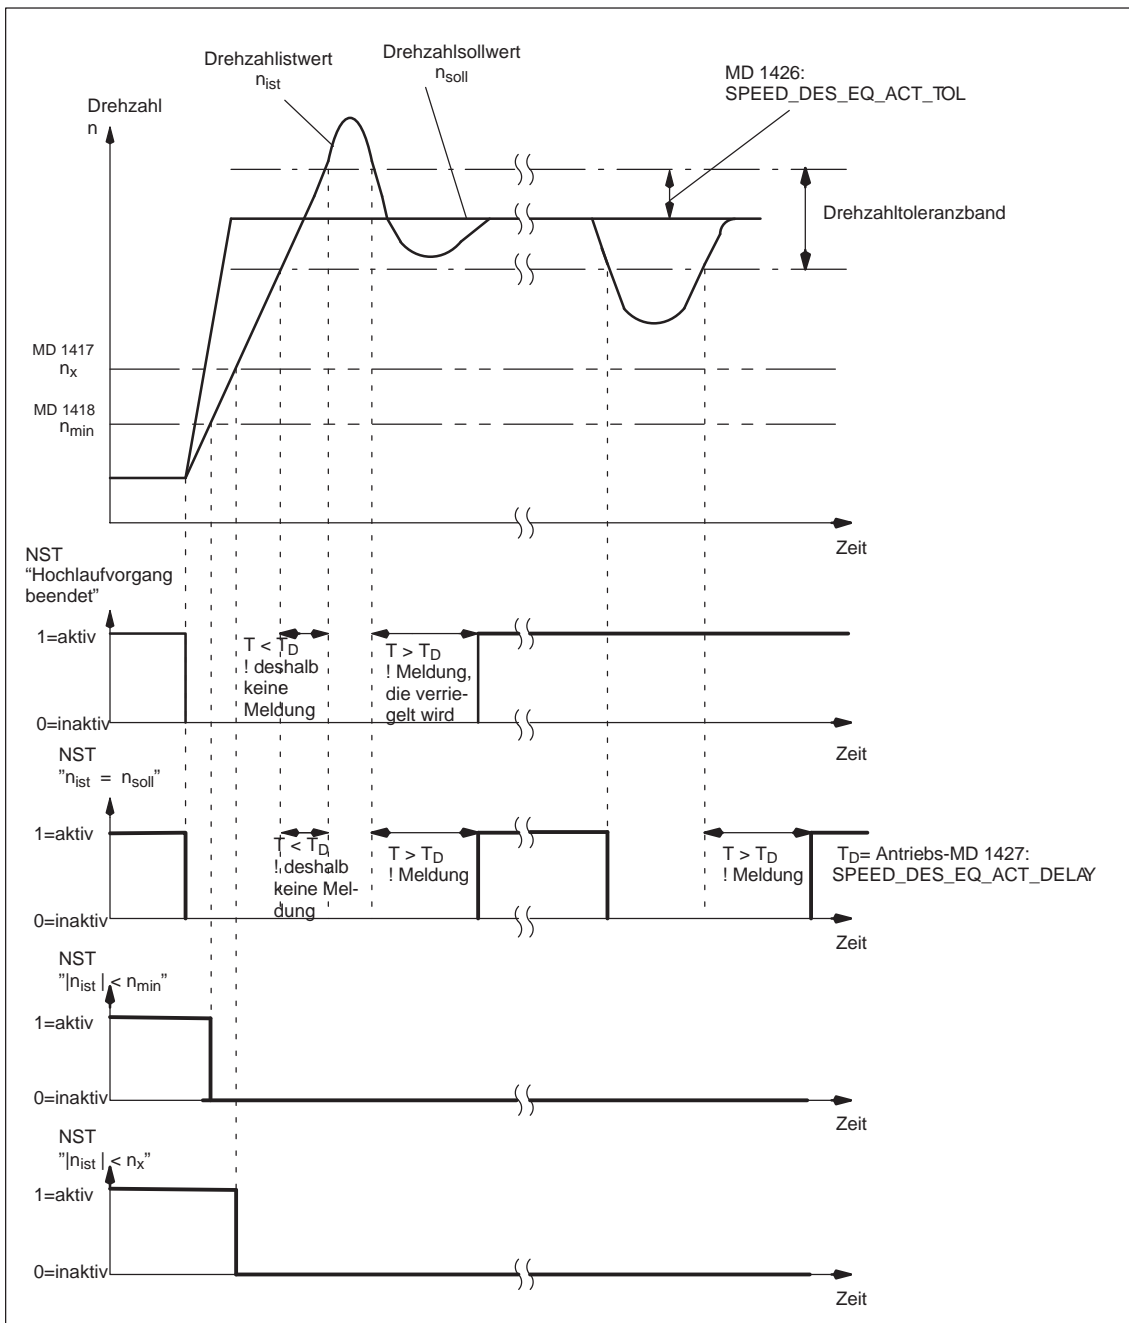 Drehzahlistwert
n_ist
Drehzahlsollwert
n_soll
MD 1426:
SPEED_DES_EQ_ACT_TOL
Drehzahl
n
Drehzahltoleranzband
MD 1417
n_x
MD 1418
n_min
Zeit
NST
“Hochlaufvorgang
beendet”
1=aktiv
T < T_D
! deshalb
keine
Meldung
T > T_D
! Meldung,
die verrie-
gelt wird
0=inaktiv
Zeit
NST
”n_ist = n_soll”
1=aktiv
T < T_D
! deshalb
keine Mel-
dung
T > T_D
! Meldung
T > T_D
! Meldung
T_D= Antriebs-MD 1427:
SPEED_DES_EQ_ACT_DELAY
0=inaktiv
Zeit
NST
”|n_ist | < n_min”
1=aktiv
0=inaktiv
Zeit
NST
”|n_ist | < n_x”
1=aktiv
0=inaktiv
Zeit